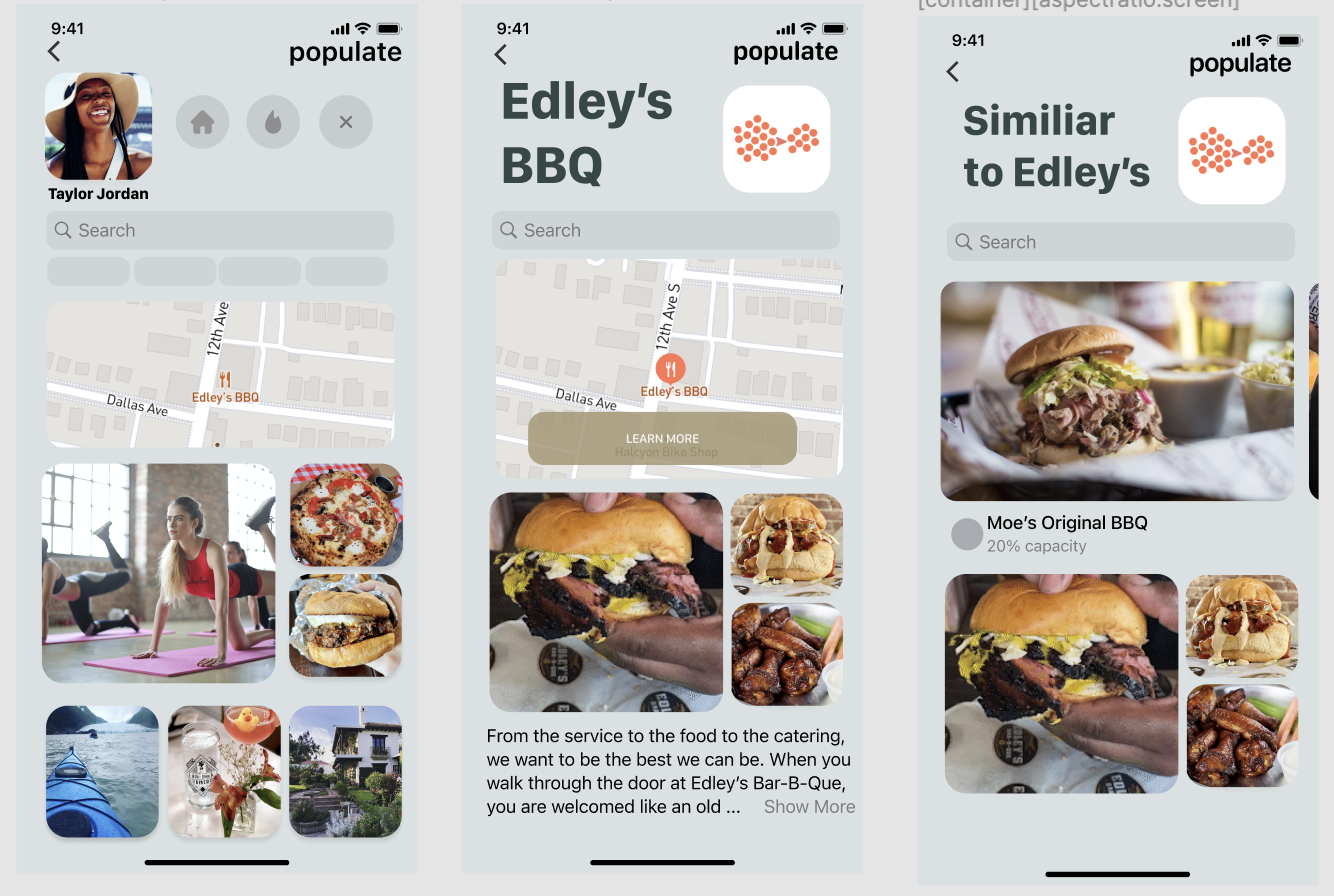 [container][aspectratio.screen]
9:41
populate
Taylor Jordan
Search
12th Ave
Edley's BBQ
Dallas Ave
9:41
populate
Edley's
BBQ
Search
12th Ave S
Edley's BBQ
Dallas Ave
LEARN MORE
Halcyon Bike Shop
From the service to the food to the catering,
we want to be the best we can be. When you
walk through the door at Edley's Bar-B-Que,
you are welcomed like an old ... Show More
9:41
populate
Similiar
to Edley's
Search
Moe's Original BBQ
20% capacity